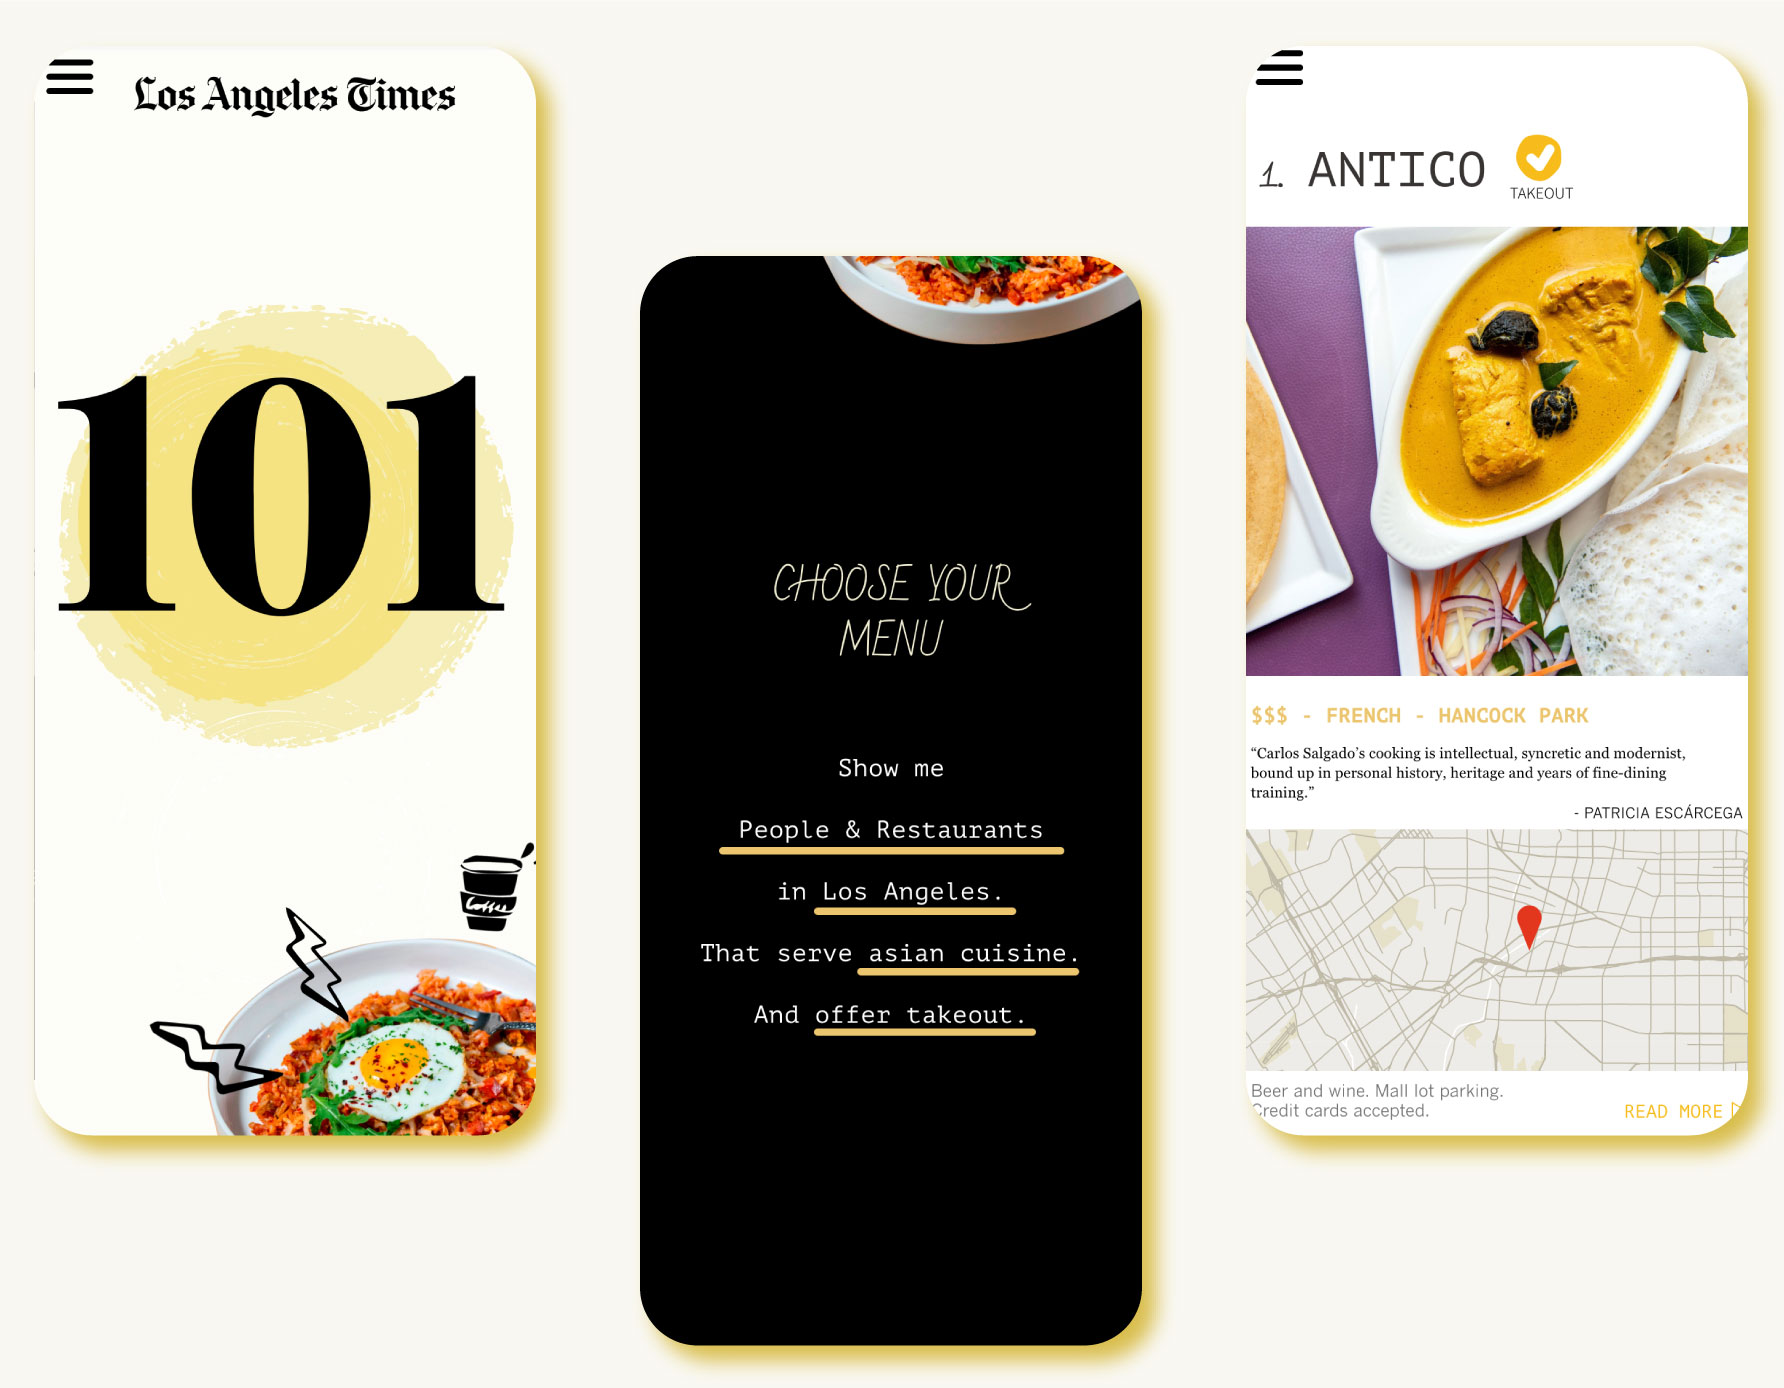 Los Angeles Times
101
Coffee
CHOOSE YOUR
MENU
Show me
People & Restaurants
in Los Angeles.
That serve asian cuisine.
And offer takeout.
1. ANTICO
TAKEOUT
$$$ - FRENCH - HANCOCK PARK
“Carlos Salgado’s cooking is intellectual, syncretic and modernist,
bound up in personal history, heritage and years of fine-dining
training.”
- PATRICIA ESCÁRCEGA
Beer and wine. Mall lot parking.
Credit cards accepted.
READ MORE